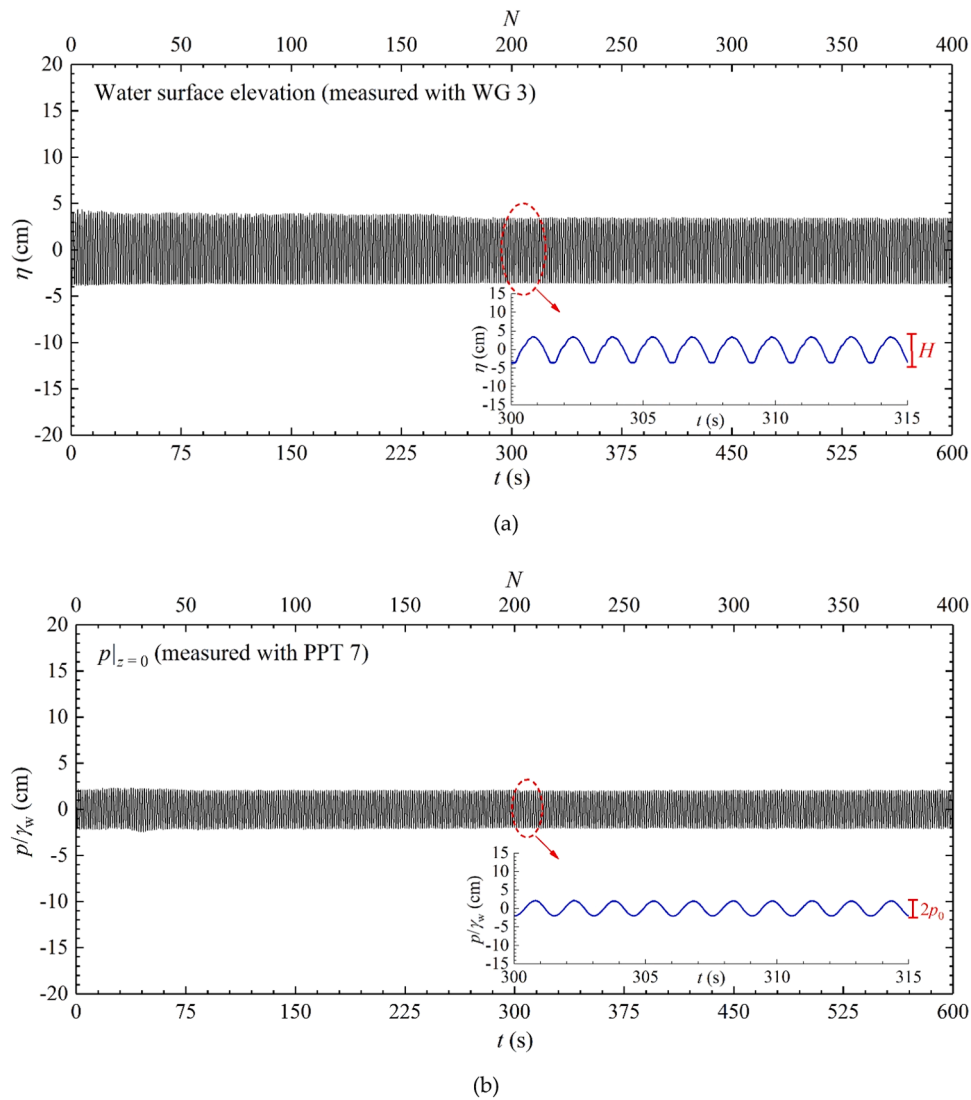 N
0 50 100 150 200 250 300 350 400
20
Water surface elevation (measured with WG 3)
15
10
5
0
-5
-10
-15
-20
η (cm)
15
10
5
0
-5
-10
-15
η (cm)
H
300 305 310 315
t (s)
0 75 150 225 300 375 450 525 600
t (s)
(a)
N
0 50 100 150 200 250 300 350 400
20
p|z = 0 (measured with PPT 7)
15
10
5
0
-5
-10
-15
-20
p/γw (cm)
15
10
5
0
-5
-10
-15
p/γw (cm)
2p0
300 305 310 315
t (s)
0 75 150 225 300 375 450 525 600
t (s)
(b)